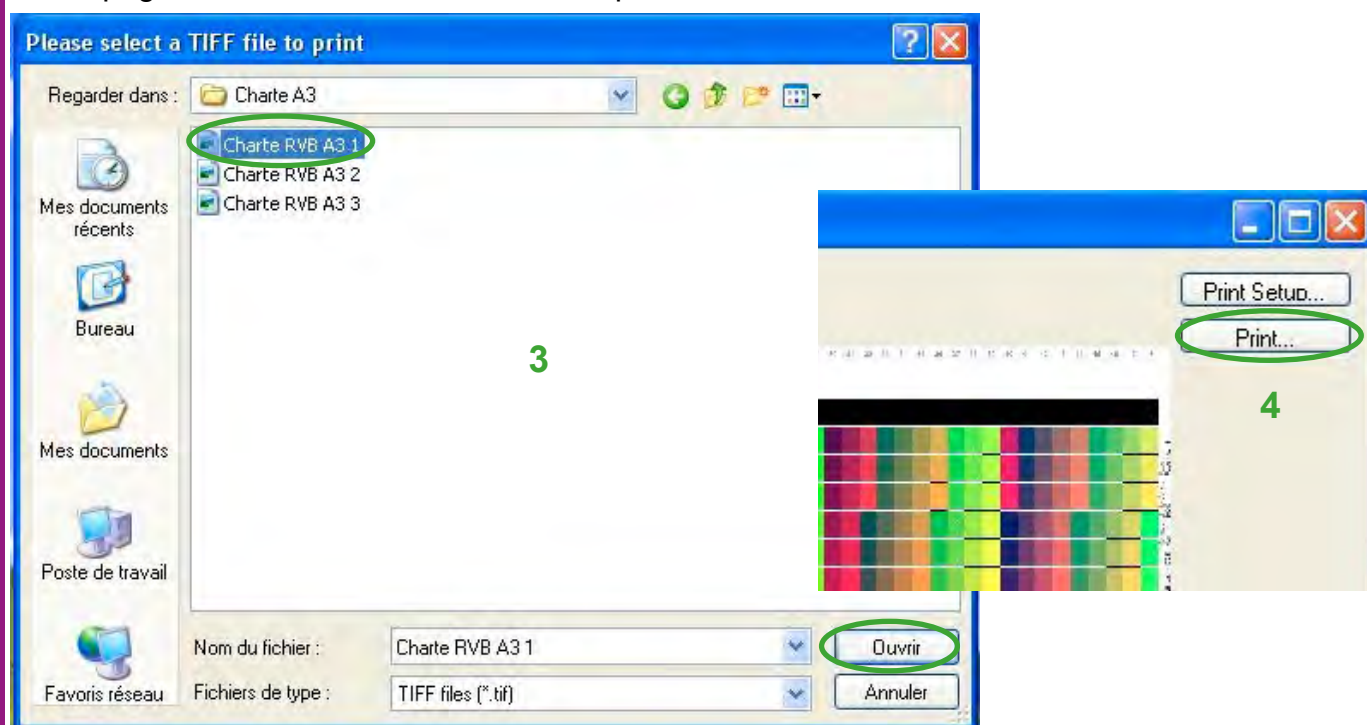 Please select a TIFF file to print
Regarder dans :
Charte A3
Charte RVB A3 1
Charte RVB A3 2
Charte RVB A3 3
Mes documents
récents
Bureau
Mes documents
Poste de travail
Favoris réseau
3
Nom du fichier :
Charte RVB A3 1
Ouvrir
Fichiers de type :
TIFF files (*.tif)
Annuler
Print Setup...
Print...
4